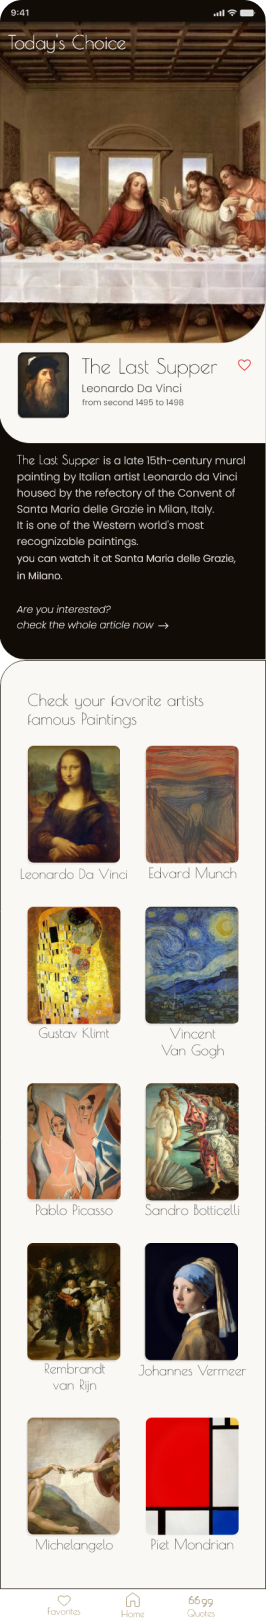 9:41
Today's Choice
The Last Supper
Leonardo Da Vinci
from second 1495 to 1498
The Last Supper is a late 15th-century mural
painting by Italian artist Leonardo da Vinci
housed by the refectory of the Convent of
Santa Maria delle Grazie in Milan, Italy.
It is one of the Western world's most
recognizable paintings.
you can watch it at Santa Maria delle Grazie,
in Milano.
Are you interested?
check the whole article now →
Check your favorite artists
famous Paintings
Leonardo Da Vinci
Edvard Munch
Gustav Klimt
Vincent
Van Gogh
Pablo Picasso
Sandro Botticelli
Rembrandt
van Rijn
Johannes Vermeer
Michelangelo
Piet Mondrian
66 99
Favorites
Home
Quotes